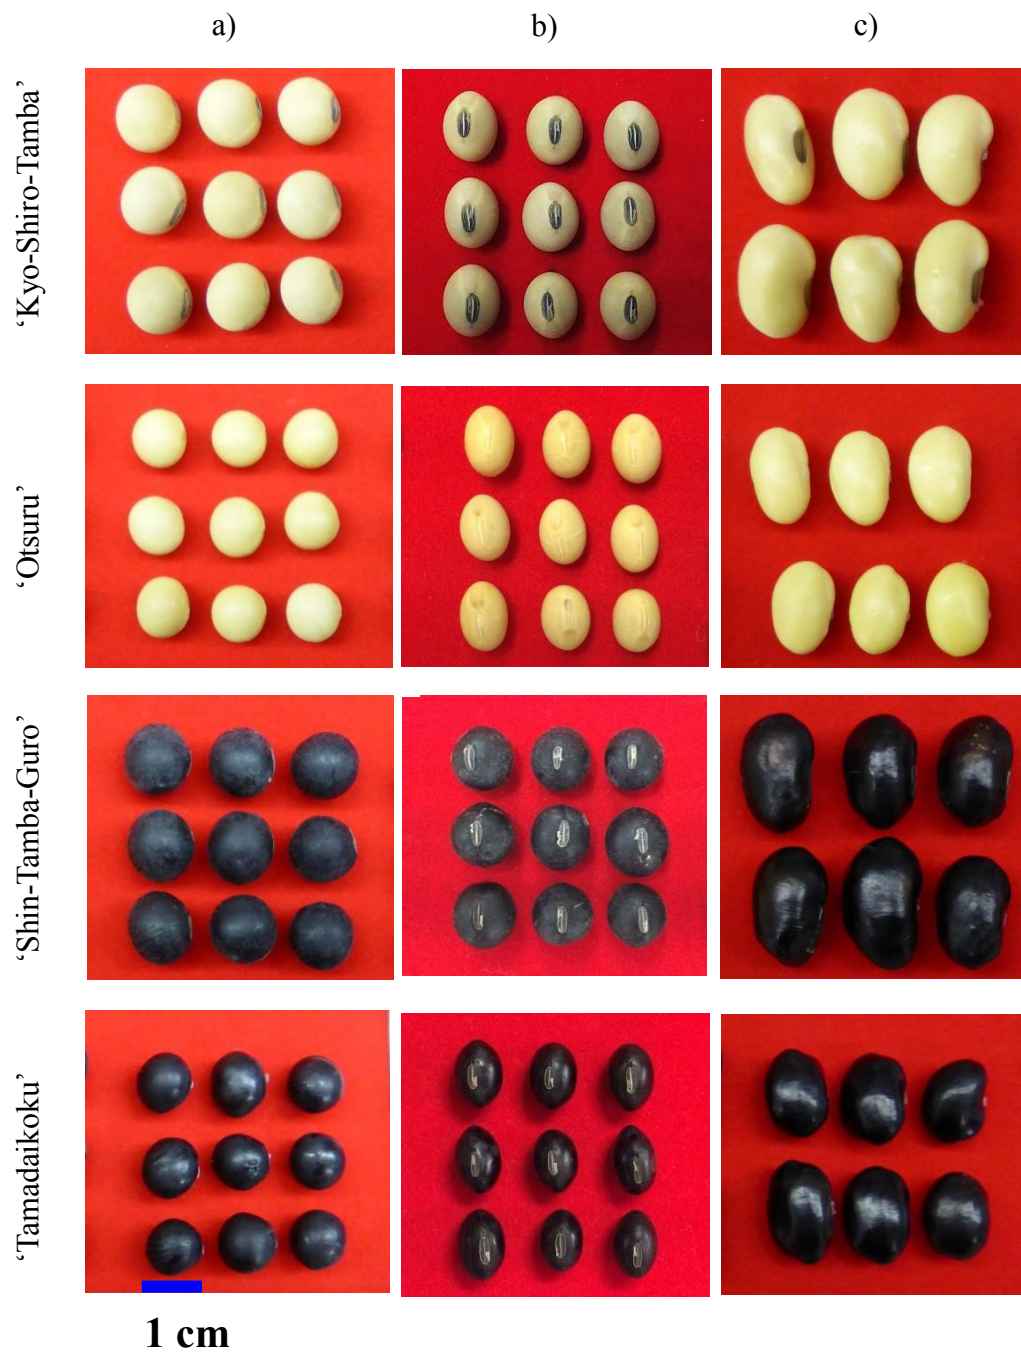 a) b) c)
‘Kyo-Shiro-Tamba’
‘Otsuru’
‘Shin-Tamba-Guro’
‘Tamadaikoku’
1 cm